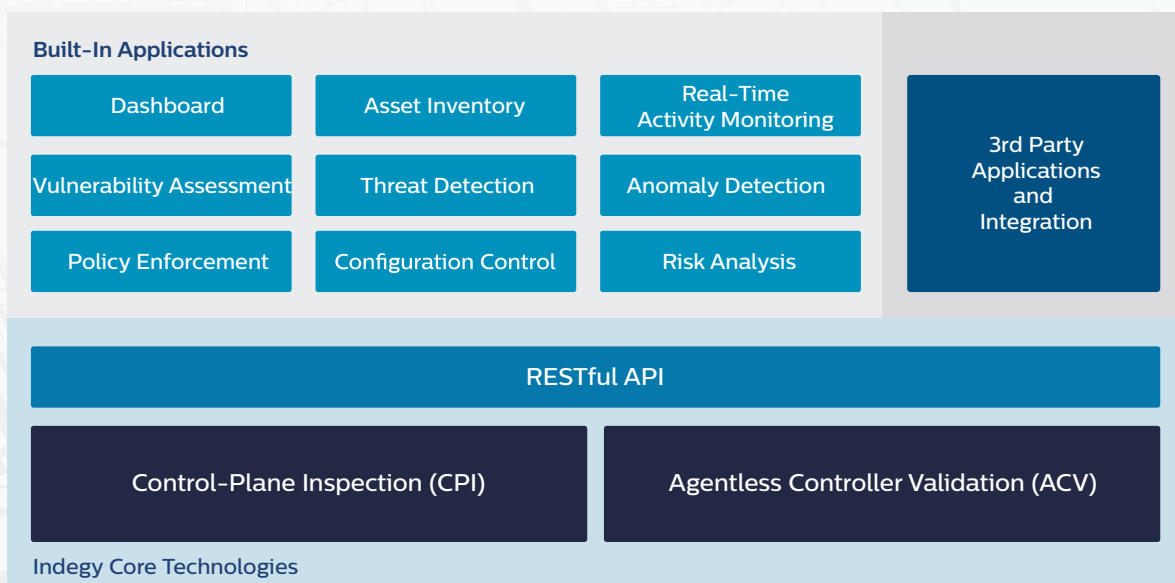 Built-In Applications
Dashboard
Asset Inventory
Real-Time
Activity Monitoring
Vulnerability Assessment
Threat Detection
Anomaly Detection
Policy Enforcement
Configuration Control
Risk Analysis
3rd Party
Applications
and
Integration
RESTful API
Control-Plane Inspection (CPI)
Agentless Controller Validation (ACV)
Indegy Core Technologies